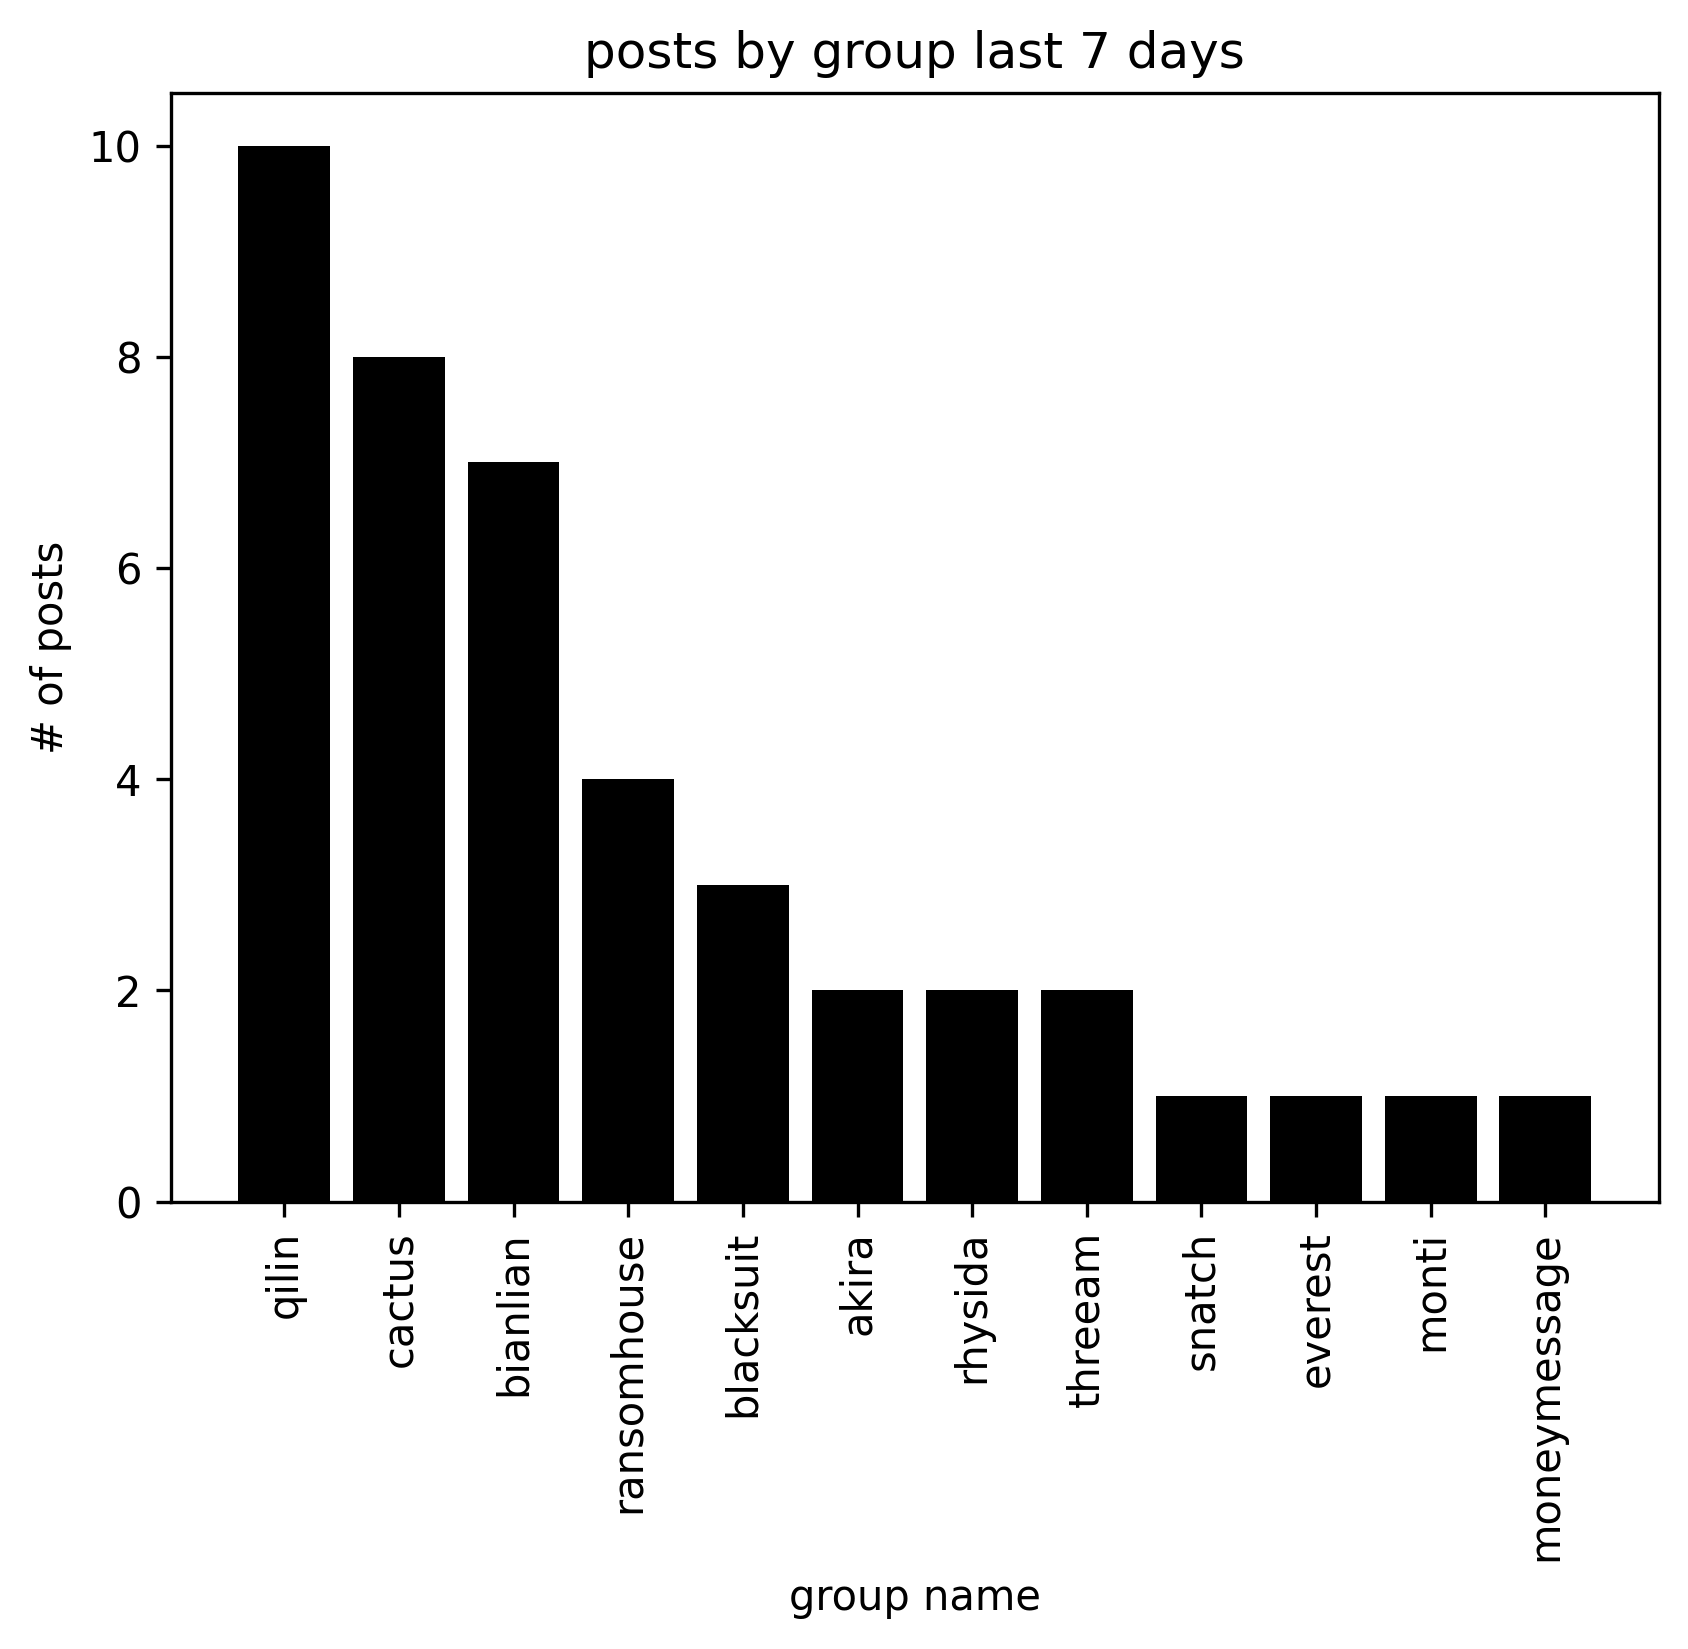 posts by group last 7 days
# of posts
10
8
6
4
2
0
qilin
cactus
bianlian
ransomhouse
blacksuit
akira
rhysida
threeam
snatch
everest
monti
moneymessage
group name